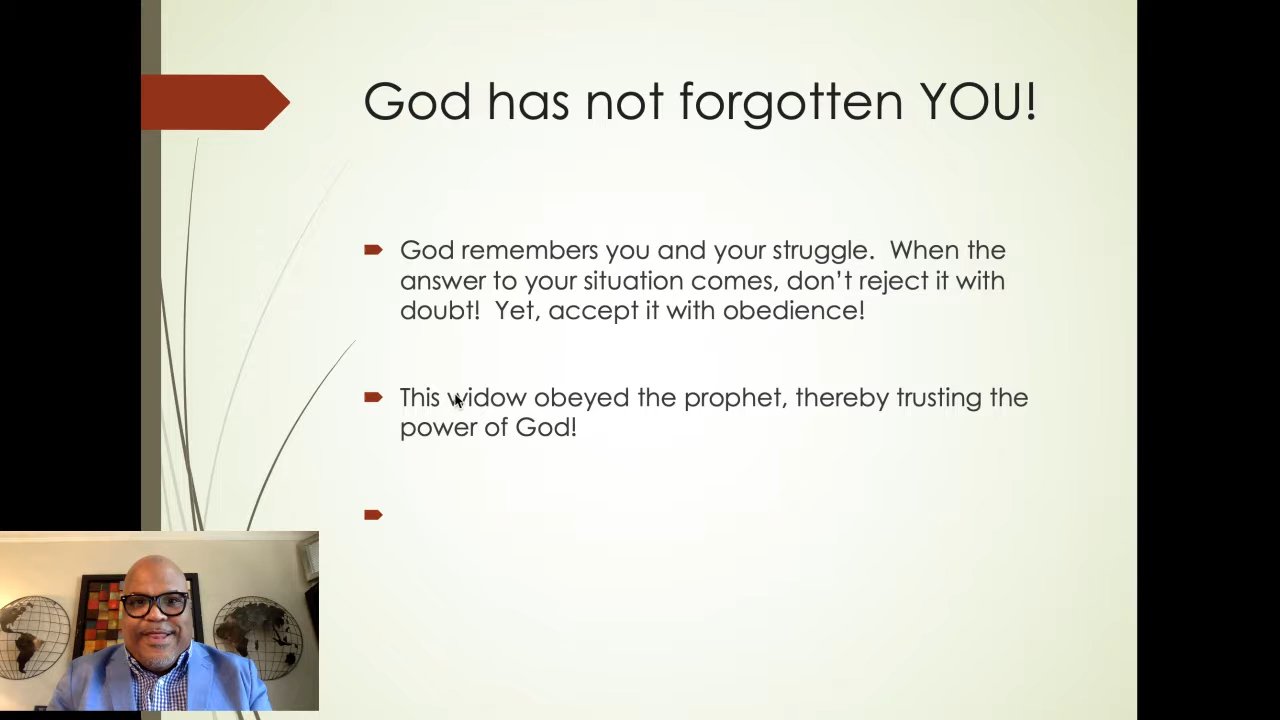 God has not forgotten YOU!
God remembers you and your struggle.  When the
answer to your situation comes, don’t reject it with
doubt!  Yet, accept it with obedience!
This widow obeyed the prophet, thereby trusting the
power of God!